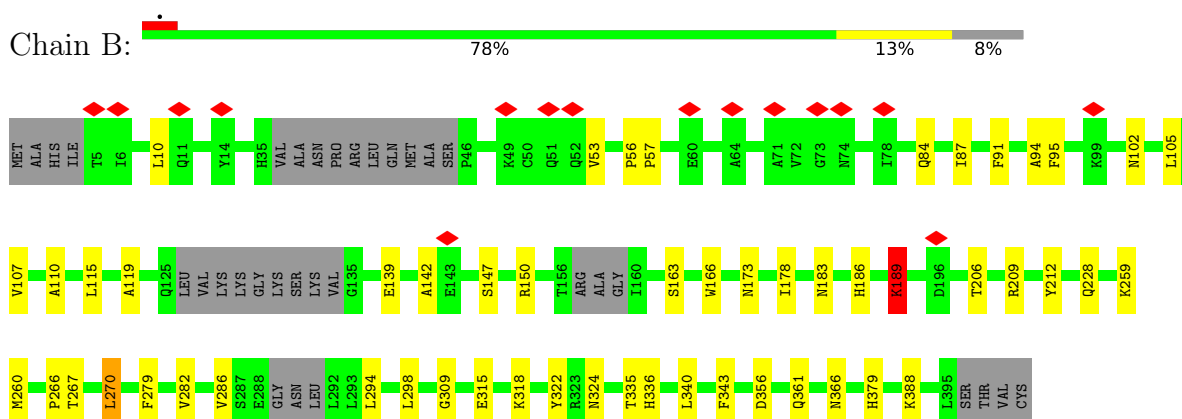 Chain B:
78% 13% 8%
MET ALA HIS ILE T5 I6 L10 Q11 Y14 H35 VAL ALA ASN PRO ARG LEU GLN MET ALA SER P46 K49 C50 Q51 Q52 V53 P56 P57 E60 A64 A71 V72 G73 N74 I78 Q84 I87 F91 A94 F95 K99 N102 L105
V107 A110 L115 A119 Q125 LEU VAL LYS LYS GLY LYS SER LYS VAL G135 E139 A142 E143 S147 R150 T156 ARG ALA GLY I160 S163 W166 N173 I178 N183 H186 K189 D196 T206 R209 Y212 Q228 K259
M260 P266 T267 L270 F279 V282 V286 S287 E288 GLY ASN LEU L292 L293 L294 L298 G309 E315 K318 Y322 R323 N324 T335 H336 L340 F343 D356 Q361 N366 H379 K388 L395 SER THR VAL CYS